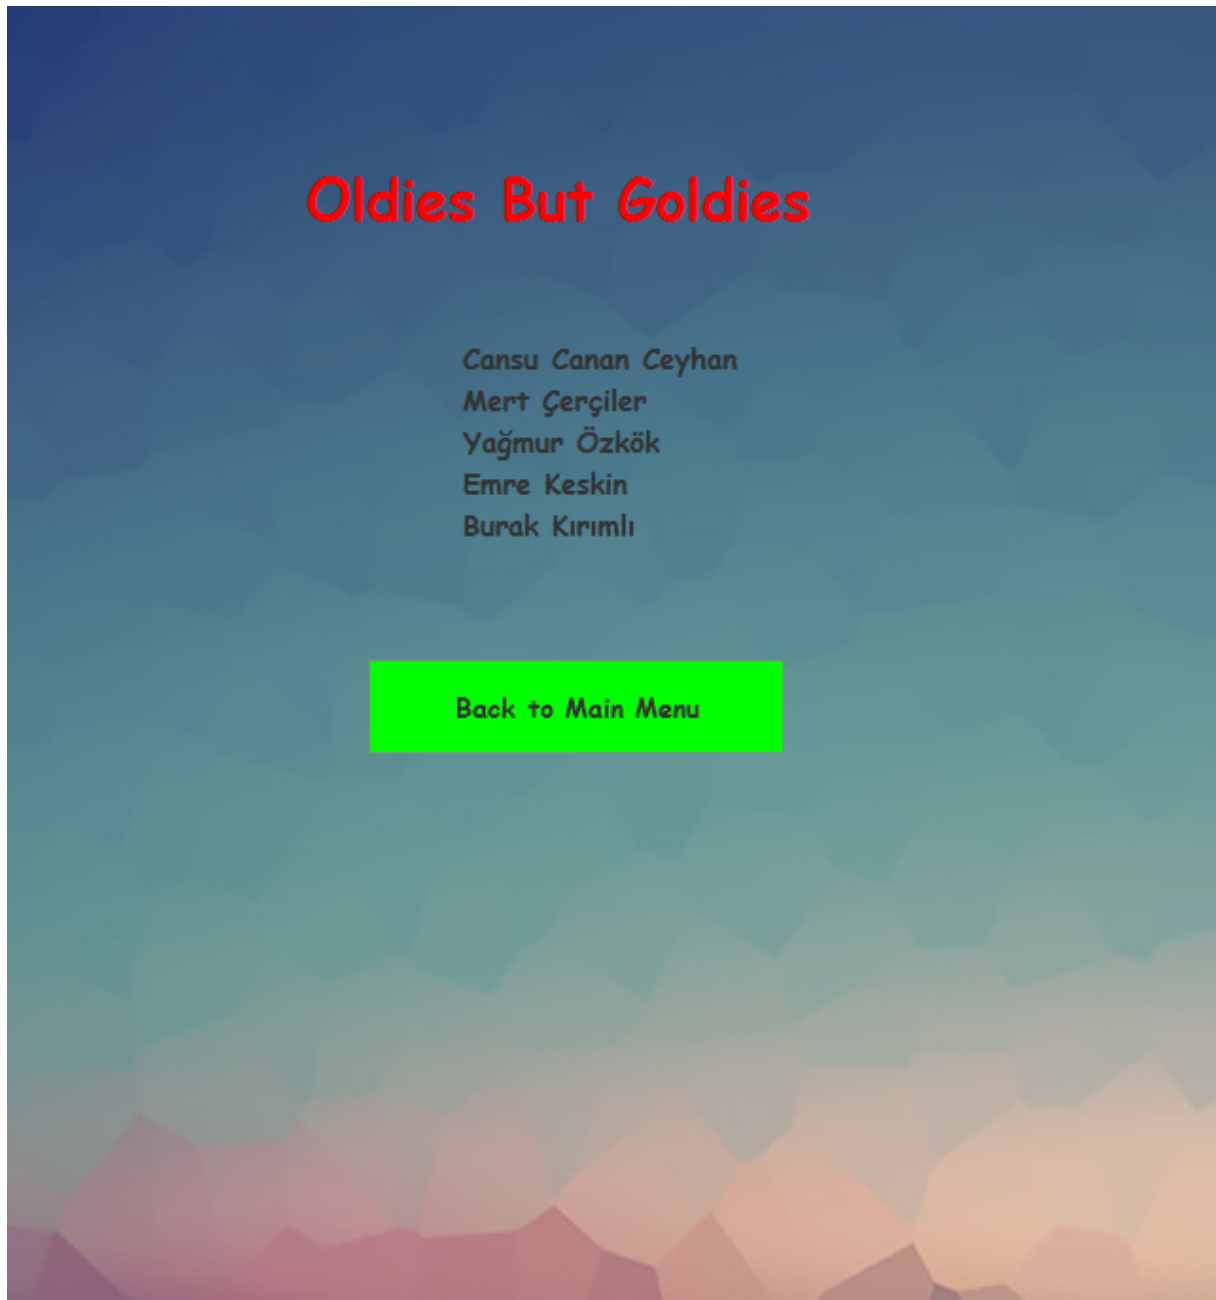 Oldies But Goldies
Cansu Canan Ceyhan
Mert Çerçiler
Yağmur Özkök
Emre Keskin
Burak Kırımlı
Back to Main Menu